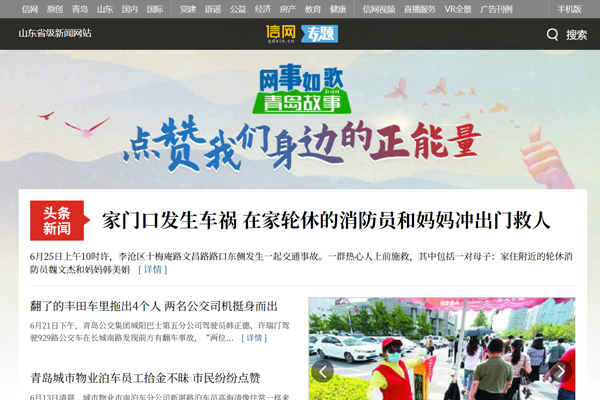 信网 原创 青岛 山东 国内 国际 党建 辟谣 公益 经济 房产 教育 健康 信网视频 直播服务 VR全景 广告刊例 手机版
山东省级新闻网站
信网
qdxin.cn
专题
搜索
网事如歌
青岛故事
点赞我们身边的正能量
头条
新闻
家门口发生车祸 在家轮休的消防员和妈妈冲出门救人
6月25日上午10时许，李沧区十梅庵路文昌路路口东侧发生一起交通事故。一群热心人上前施救，其中包括一对母子：家住附近的轮休消
防员魏文杰和妈妈韩美娟 [ 详情 ]
翻了的丰田车里拖出4个人 两名公交司机挺身而出
6月21日下午，青岛公交集团城阳巴士第五分公司驾驶员韩正德、许瑞汀驾
驶929路公交车在长城南路发现前方有翻车事故，“两位... [ 详情 ]
青岛城市物业泊车员工拾金不昧 市民纷纷点赞
6月13日清晨，城市物业市南泊车分公司新湛路泊车员高海清像往常一样来